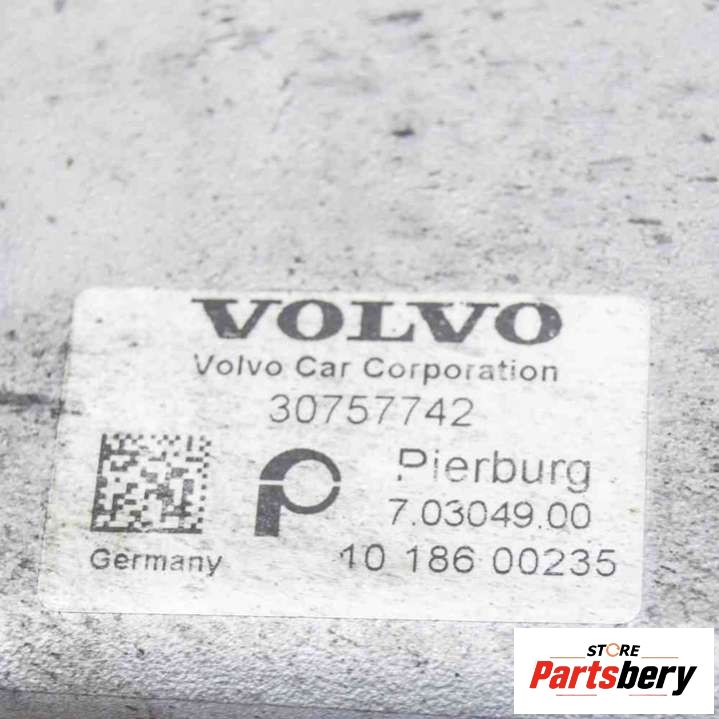 VOLVO
Volvo Car Corporation
30757742
Pierburg
7.03049.00
Germany
10 186 00235
STORE
Partsbery